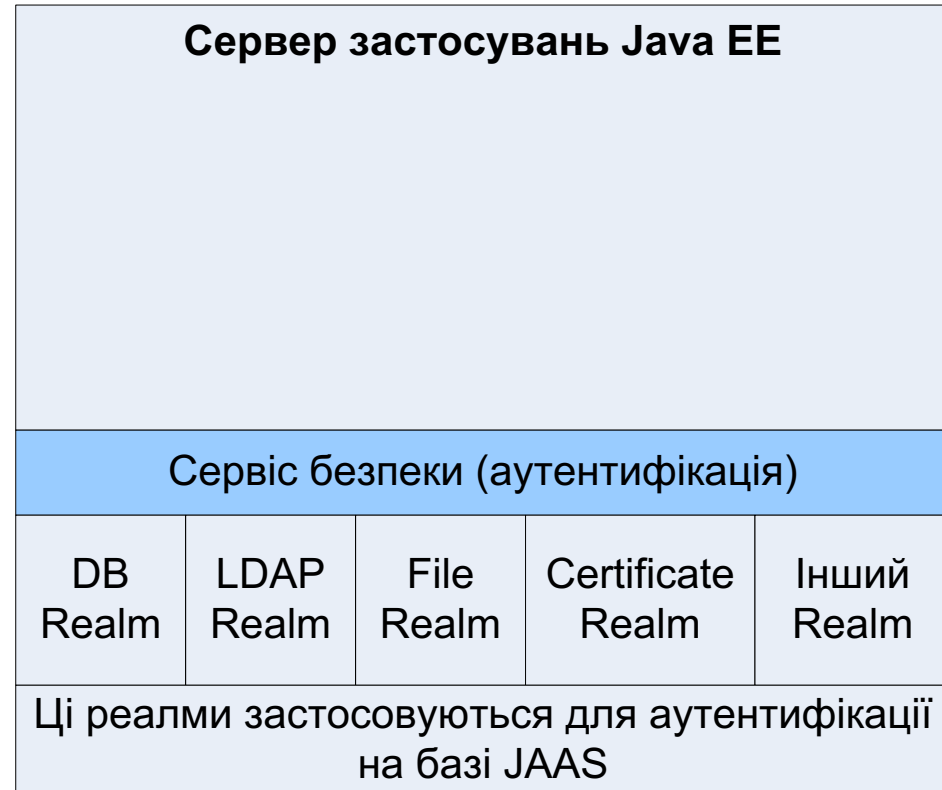 Сервер застосувань Java EE
Сервіс безпеки (аутентифікація)
DB
Realm
LDAP
Realm
File
Realm
Certificate
Realm
Інший
Realm
Ці реалми застосовуються для аутентифікації
на базі JAAS